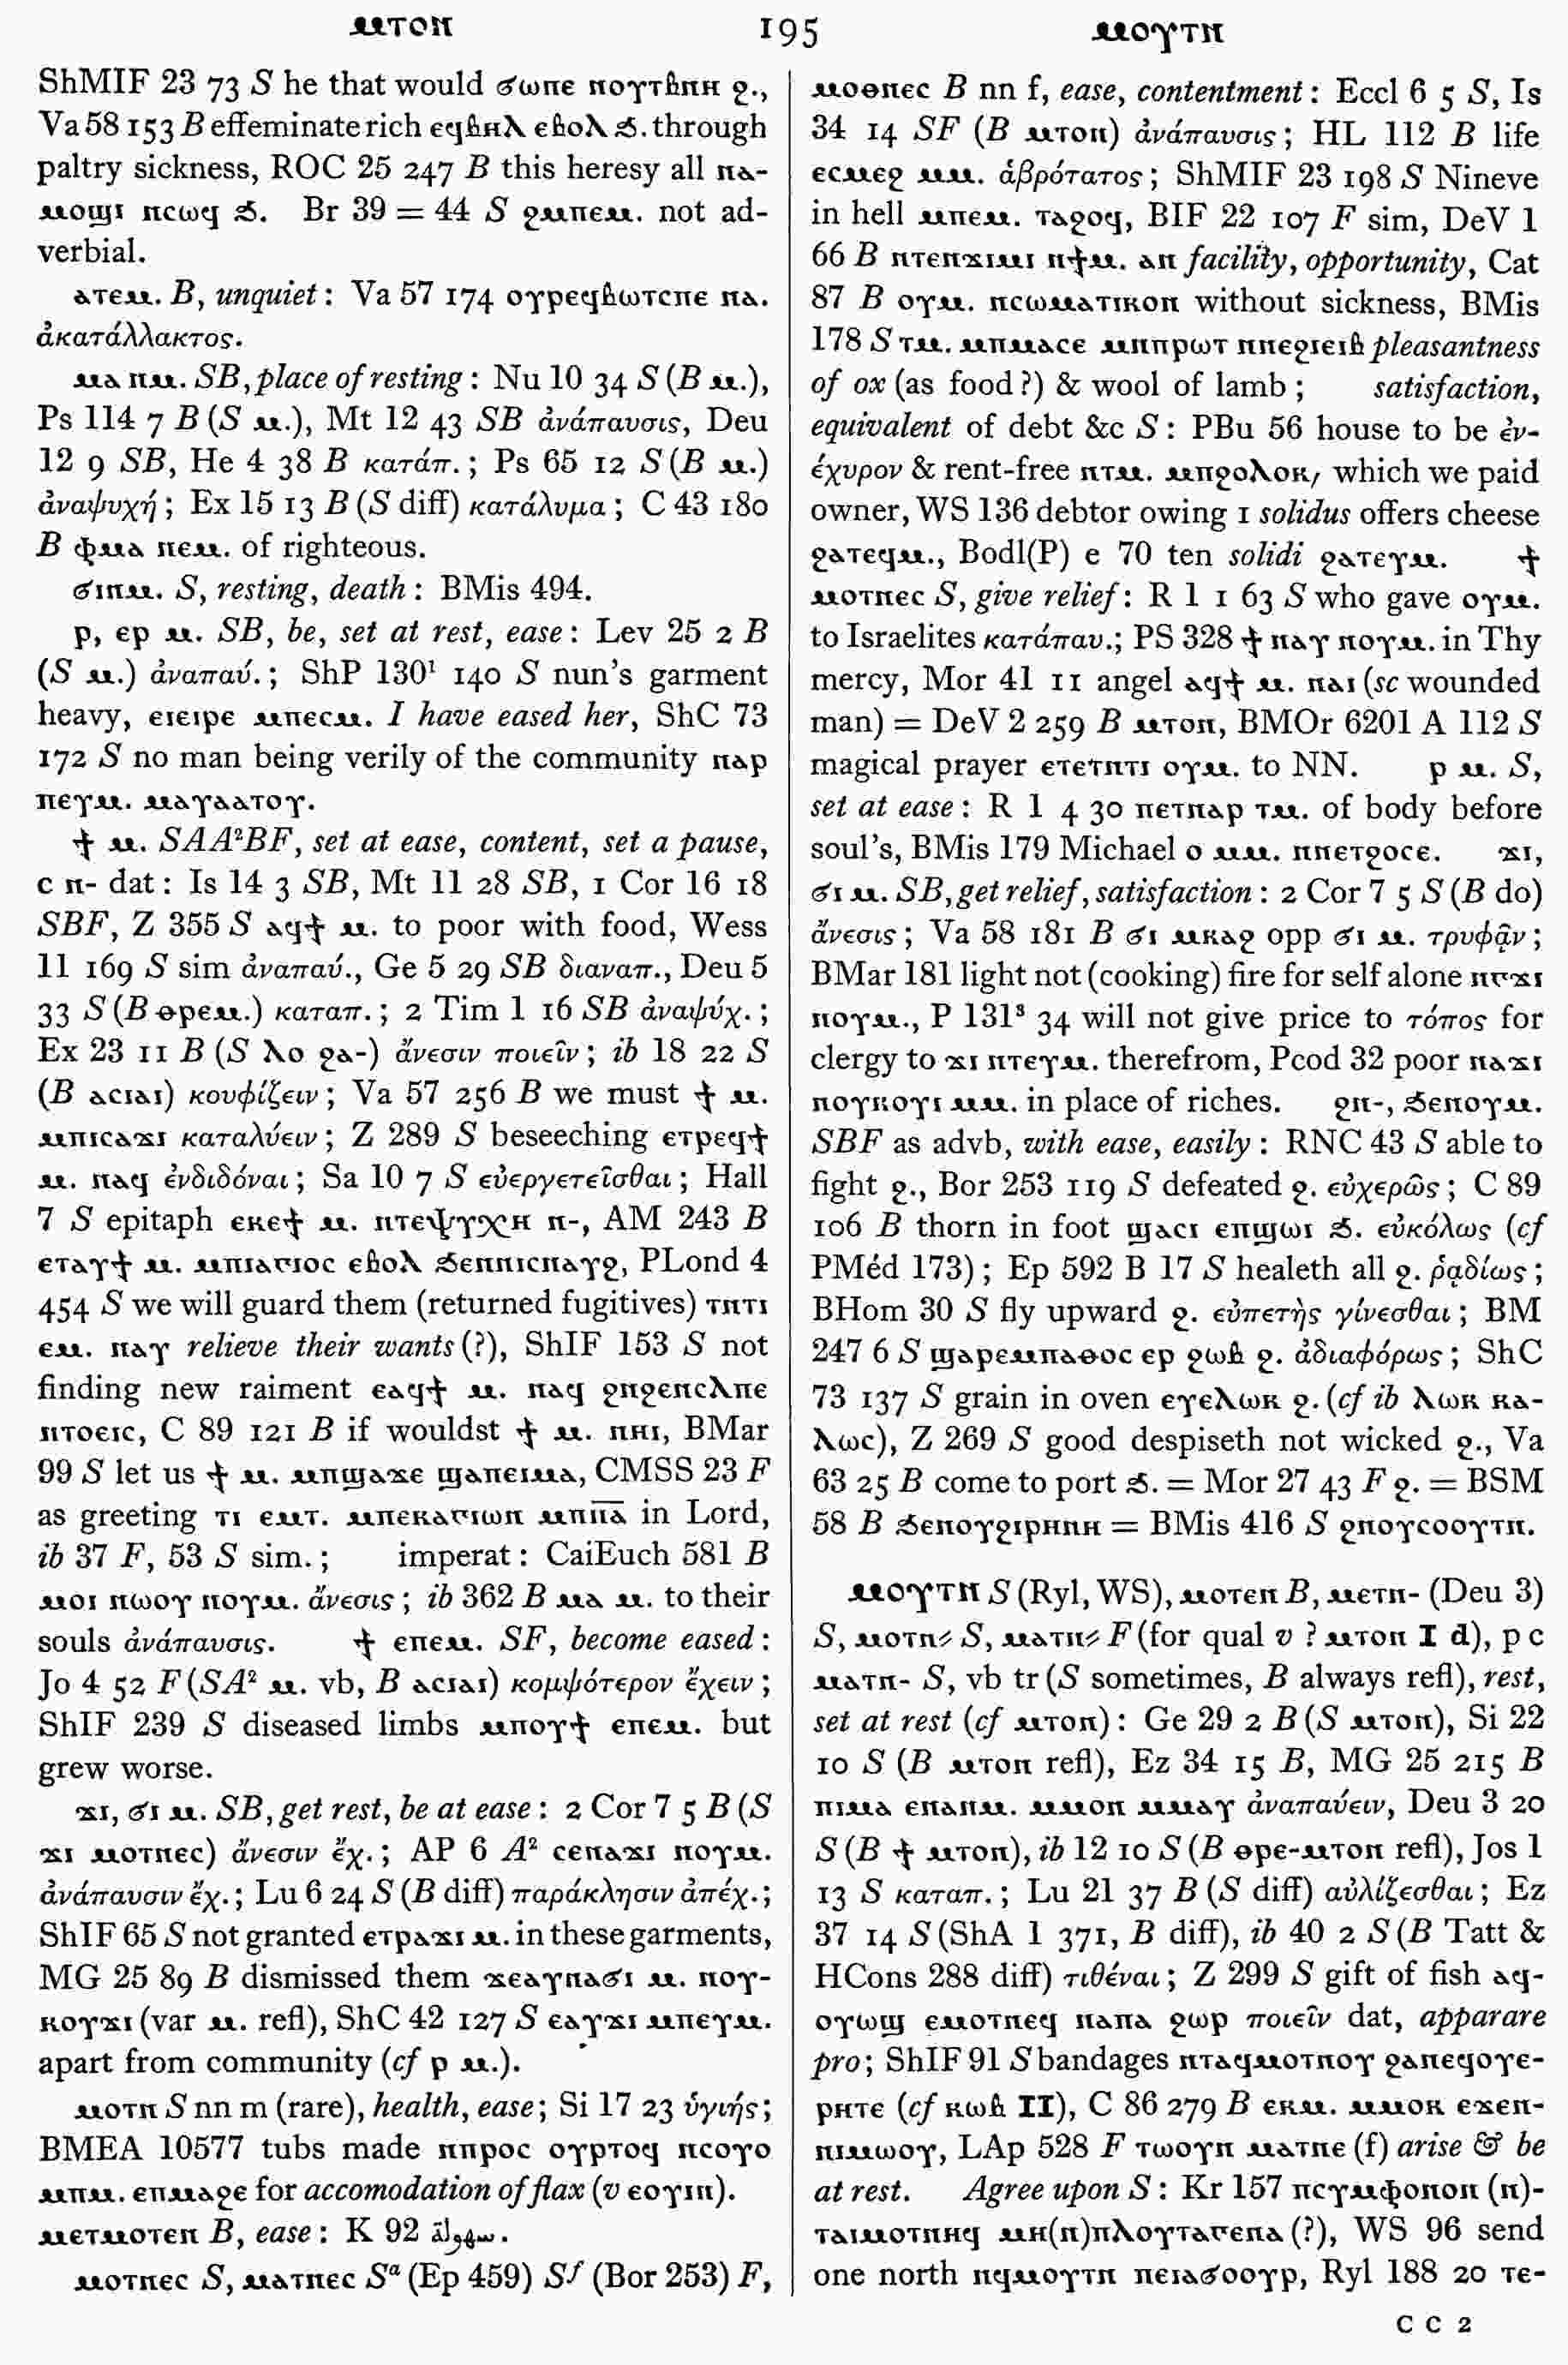 ⲙⲧⲟⲛ 195 ⲙⲟⲩⲧⲛ
ShMIF 23 73 S he that would ϭⲱⲡⲉ ⲛⲟⲩⲧⲃⲛⲏ ϩ.,
Va 58 153 B effeminate rich ⲉϥⲃⲏⲗ ⲉⲃⲟⲗ ϧ. through
paltry sickness, ROC 25 247 B this heresy all ⲛⲁ-
ⲙⲟϣⲓ ⲛⲥⲱϥ ϧ. Br 39 = 44 S ϩⲙⲡⲉⲙ. not ad-
verbial.
ⲁⲧⲉⲙ. B, unquiet: Va 57 174 ⲟⲩⲣⲉϥϧⲱⲧⲥⲡⲉ ⲛⲁ.
ἀκατάλλακτος.
ⲙⲁ ⲛⲙ. SB, place of resting: Nu 10 34 S (B ⲙ.),
Ps 114 7 B (S ⲙ.), Mt 12 43 SB ἀνάπαυσις, Deu
12 9 SB, He 4 38 B κατάπ.; Ps 65 12 S (B ⲙ.)
ἀναψυχή; Ex 15 13 B (S diff) κατάλυμα; C 43 180
B ⲫⲙⲁ ⲛⲉⲙ. of righteous.
ϭⲓⲛⲙ. S, resting, death: BMis 494.
ⲣ, ⲉⲣ ⲙ. SB, be, set at rest, ease: Lev 25 2 B
(S ⲙ.) ἀναπαύ.; ShP 130¹ 140 S nun's garment
heavy, ⲉⲓⲉⲓⲣⲉ ⲙⲡⲉⲥⲙ. I have eased her, ShC 73
172 S no man being verily of the community ⲛⲁⲣ
ⲡⲉⲩⲙ. ⲙⲁⲩⲁⲁⲧⲟⲩ.
ϯ ⲙ. SAA²BF, set at ease, content, set a pause,
c ⲛ- dat: Is 14 3 SB, Mt 11 28 SB, 1 Cor 16 18
SBF, Z 355 S ⲁϥϯ ⲙ. to poor with food, Wess
11 169 S sim ἀναπαύ., Ge 5 29 SB διαναπ., Deu 5
33 S (B ⲑⲣⲉⲙ.) καταπ.; 2 Tim 1 16 SB ἀναψύχ.;
Ex 23 11 B (S ⲗⲟ ϩⲁ-) ἄνεσιν ποιεῖν; ib 18 22 S
(B ⲁⲥⲓⲁⲓ) κουφίζειν; Va 57 256 B we must ϯ ⲙ.
ⲙⲡⲓⲥⲁϫⲓ καταλύειν; Z 289 S beseeching ⲉⲧⲣⲉϥϯ
ⲙ. ⲛⲁϥ ἐνδιδόναι; Sa 10 7 S εὐεργετεῖσθαι; Hall
7 S epitaph ⲉⲕⲉϯ ⲙ. ⲛⲧⲉⲯⲩⲭⲏ ⲛ-, AM 243 B
ⲉⲧⲁⲩϯ ⲙ. ⲙⲡⲓⲁⲅⲓⲟⲥ ⲉⲃⲟⲗ ϧⲉⲛⲛⲓⲥⲛⲁⲩϩ, PLond 4
454 S we will guard them (returned fugitives) ⲧⲛⲧⲓ
ⲉⲙ. ⲛⲁⲩ relieve their wants (?), ShIF 153 S not
finding new raiment ⲉⲁϥϯ ⲙ. ⲛⲁϥ ϩⲛϩⲉⲛⲥⲗⲡⲉ
ⲛⲧⲟⲉⲓⲥ, C 89 121 B if wouldst ϯ ⲙ. ⲛⲏⲓ, BMar
99 S let us ϯ ⲙ. ⲙⲡϣⲁϫⲉ ϣⲁⲡⲉⲓⲙⲁ, CMSS 23 F
as greeting ⲧⲓ ⲉⲙⲧ. ⲙⲡⲉⲕⲁⲅⲓⲱⲛ ⲙⲡⲛ̅ⲁ̅ in Lord,
ib 37 F, 53 S sim.; imperat: CaiEuch 581 B
ⲙⲟⲓ ⲛⲱⲟⲩ ⲛⲟⲩⲙ. ἄνεσις; ib 362 B ⲙⲁ ⲙ. to their
souls ἀνάπαυσις. ϯ ⲉⲡⲉⲙ. SF, become eased:
Jo 4 52 F (SA² ⲙ. vb, B ⲁⲥⲓⲁⲓ) κομψότερον ἔχειν;
ShIF 239 S diseased limbs ⲙⲡⲟⲩϯ ⲉⲡⲉⲙ. but
grew worse.
ϫⲓ, ϭⲓ ⲙ. SB, get rest, be at ease: 2 Cor 7 5 B (S
ϫⲓ ⲙⲟⲧⲛⲉⲥ) ἄνεσιν ἔχ.; AP 6 A² ⲥⲉⲛⲁϫⲓ ⲛⲟⲩⲙ.
ἀνάπαυσιν ἔχ.; Lu 6 24 S (B diff) παράκλησιν ἀπέχ.;
ShIF 65 S not granted ⲉⲧⲣⲁϫⲓ ⲙ. in these garments,
MG 25 89 B dismissed them ϫⲉⲁⲩⲛⲁϭⲓ ⲙ. ⲛⲟⲩ-
ⲕⲟⲩϫⲓ (var ⲙ. refl), ShC 42 127 S ⲉⲁⲩϫⲓ ⲙⲡⲉⲩⲙ.
apart from community (cf ⲣ ⲙ.).
ⲙⲟⲧⲛ S nn m (rare), health, ease; Si 17 23 ὑγιής;
BMEA 10577 tubs made ⲛⲡⲣⲟⲥ ⲟⲩⲣⲧⲟϥ ⲛⲥⲟⲩⲟ
ⲙⲡⲙ. ⲉⲡⲙⲁϩⲉ for accomodation of flax (v ⲉⲟⲩⲓⲛ).
ⲙⲉⲧⲙⲟⲧⲉⲛ B, ease: K 92
ⲙⲟⲧⲛⲉⲥ S, ⲙⲁⲧⲛⲉⲥ Sᵃ (Ep 459) Sᶠ (Bor 253) F,
ⲙⲟⲑⲛⲉⲥ B nn f, ease, contentment: Eccl 6 5 S, Is
34 14 SF (B ⲙⲧⲟⲛ) ἀνάπαυσις; HL 112 B life
ⲉⲥⲙⲉϩ ⲙⲙ. ἁβρότατος; ShMIF 23 198 S Nineve
in hell ⲙⲡⲉⲙ. ⲧⲁϩⲟϥ, BIF 22 107 F sim, DeV 1
66 B ⲛⲧⲉⲛϫⲓⲙⲓ ⲛϯⲙ. ⲁⲛ facility, opportunity, Cat
87 B ⲟⲩⲙ. ⲛⲥⲱⲙⲁⲧⲓⲕⲟⲛ without sickness, BMis
178 S ⲧⲙ. ⲙⲡⲙⲁⲥⲉ ⲙⲛⲡⲣⲱⲧ ⲛⲛⲉϩⲓⲉⲓⲃ pleasantness
of ox (as food?) & wool of lamb; satisfaction,
equivalent of debt &c S: PBu 56 house to be ἐν-
έχυρον & rent-free ⲛⲧⲙ. ⲙⲡϩⲟⲗⲟⲕ/ which we paid
owner, WS 136 debtor owing 1 solidus offers cheese
ϩⲁⲧⲉϥⲙ., Bodl(P) e 70 ten solidi ϩⲁⲧⲉⲩⲙ. ϯ
ⲙⲟⲧⲛⲉⲥ S, give relief: R 1 1 63 S who gave ⲟⲩⲙ.
to Israelites κατάπαυ.; PS 328 ϯ ⲛⲁⲩ ⲛⲟⲩⲙ. in Thy
mercy, Mor 41 11 angel ⲁϥϯ ⲙ. ⲛⲁⲓ (sc wounded
man) = DeV 2 259 B ⲙⲧⲟⲛ, BMOr 6201 A 112 S
magical prayer ⲉⲧⲉⲧⲛⲧⲓ ⲟⲩⲙ. to NN. ⲣ ⲙ. S,
set at ease: R 1 4 30 ⲡⲉⲧⲛⲁⲣ ⲧⲙ. of body before
soul's, BMis 179 Michael ⲟ ⲙⲙ. ⲛⲛⲉⲧϩⲟⲥⲉ. ϫⲓ,
ϭⲓ ⲙ. SB, get relief, satisfaction: 2 Cor 7 5 S (B do)
ἄνεσις; Va 58 181 B ϭⲓ ⲙⲕⲁϩ opp ϭⲓ ⲙ. τρυφᾷν;
BMar 181 light not (cooking) fire for self alone ⲛⲅϫⲓ
ⲛⲟⲩⲙ., P 131³ 34 will not give price to τόπος for
clergy to ϫⲓ ⲛⲧⲉⲩⲙ. therefrom, Pcod 32 poor ⲛⲁϫⲓ
ⲛⲟⲩⲕⲟⲩⲓ ⲙⲙ. in place of riches. ϩⲛ-, ϧⲉⲛⲟⲩⲙ.
SBF as advb, with ease, easily: RNC 43 S able to
fight ϩ., Bor 253 119 S defeated ϩ. εὐχερῶς; C 89
106 B thorn in foot ϣⲁⲥⲓ ⲉⲡϣⲱⲓ ϧ. εὐκόλως (cf
PMéd 173); Ep 592 B 17 S healeth all ϩ. ῥᾳδίως;
BHom 30 S fly upward ϩ. εὐπετὴς γίνεσθαι; BM
247 6 S ϣⲁⲣⲉⲙⲡⲁⲑⲟⲥ ⲉⲣ ϩⲱⲃ ϩ. ἀδιαφόρως; ShC
73 137 S grain in oven ⲉⲩⲉⲗⲱⲕ ϩ. (cf ib ⲗⲱⲕ ⲕⲁ-
ⲗⲱⲥ), Z 269 S good despiseth not wicked ϩ., Va
63 25 B come to port ϧ. = Mor 27 43 F ϩ. = BSM
58 B ϧⲉⲛⲟⲩϩⲓⲣⲏⲛⲏ = BMis 416 S ϩⲛⲟⲩⲥⲟⲟⲩⲧⲛ.
ⲙⲟⲩⲧⲛ S (Ryl, WS), ⲙⲟⲧⲉⲛ B, ⲙⲉⲧⲛ- (Deu 3)
S, ⲙⲟⲧⲛ⸗ S, ⲙⲁⲧⲛ⸗ F (for qual v ? ⲙⲧⲟⲛ I d), p c
ⲙⲁⲧⲛ- S, vb tr (S sometimes, B always refl), rest,
set at rest (cf ⲙⲧⲟⲛ): Ge 29 2 B (S ⲙⲧⲟⲛ), Si 22
10 S (B ⲙⲧⲟⲛ refl), Ez 34 15 B, MG 25 215 B
ⲡⲓⲙⲁ ⲉⲛⲁⲛⲙ. ⲙⲙⲟⲛ ⲙⲙⲁⲩ ἀναπαύειν, Deu 3 20
S (B ϯ ⲙⲧⲟⲛ), ib 12 10 S (B ⲑⲣⲉ-ⲙⲧⲟⲛ refl), Jos 1
13 S καταπ.; Lu 21 37 B (S diff) αὐλίζεσθαι; Ez
37 14 S (ShA 1 371, B diff), ib 40 2 S (B Tatt &
HCons 288 diff) τιθέναι; Z 299 S gift of fish ⲁϥ-
ⲟⲩⲱϣ ⲉⲙⲟⲧⲛⲉϥ ⲛⲁⲡⲁ ϩⲱⲣ ποιεῖν dat, apparare
pro; ShIF 91 S bandages ⲛⲧⲁϥⲙⲟⲧⲛⲟⲩ ϩⲁⲛⲉϥⲟⲩⲉ-
ⲣⲏⲧⲉ (cf ⲕⲱⲃ II), C 86 279 B ⲉⲕⲙ. ⲙⲙⲟⲕ ⲉϫⲉⲛ-
ⲡⲓⲙⲱⲟⲩ, LAp 528 F ⲧⲱⲟⲩⲛ ⲙⲁⲧⲛⲉ (f) arise & be
at rest. Agree upon S: Kr 157 ⲡⲥⲩⲙⲫⲟⲛⲟⲛ (ⲛ)-
ⲧⲁⲓⲙⲟⲧⲛⲏϥ ⲙⲏ(ⲛ)ⲡⲗⲟⲩⲧⲁⲅⲉⲛⲁ (?), WS 96 send
one north ⲛϥⲙⲟⲩⲧⲛ ⲡⲉⲓⲁϭⲟⲟⲩⲣ, Ryl 188 20 ⲧⲉ-
C C 2